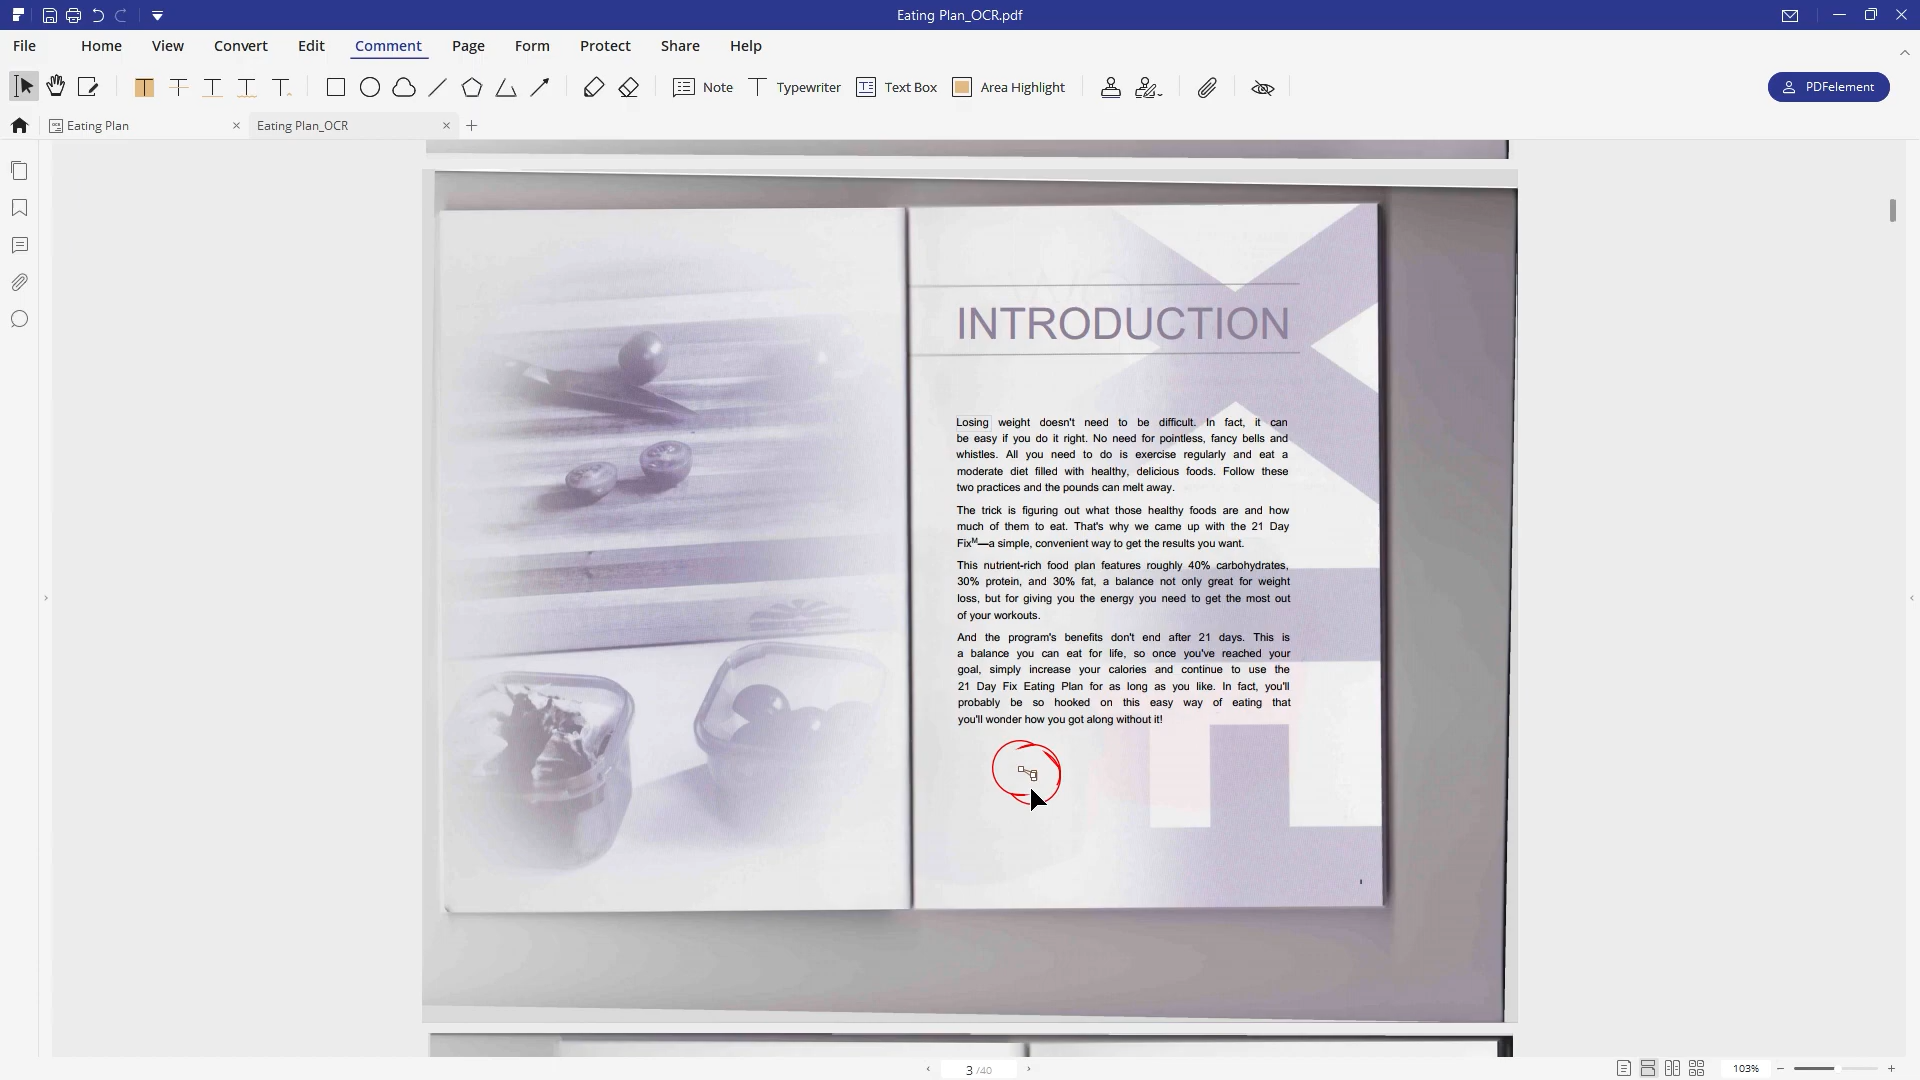 Eating Plan_OCR.pdf
File Home View Convert Edit Comment Page Form Protect Share Help
Note Typewriter Text Box Area Highlight PDFelement
Eating Plan Eating Plan_OCR
INTRODUCTION
Losing weight doesn't need to be difficult. In fact, it can
be easy if you do it right. No need for pointless, fancy bells and
whistles. All you need to do is exercise regularly and eat a
moderate diet filled with healthy, delicious foods. Follow these
two practices and the pounds can melt away.
The trick is figuring out what those healthy foods are and how
much of them to eat. That's why we came up with the 21 Day
Fixᴹ—a simple, convenient way to get the results you want.
This nutrient-rich food plan features roughly 40% carbohydrates,
30% protein, and 30% fat, a balance not only great for weight
loss, but for giving you the energy you need to get the most out
of your workouts.
And the program's benefits don't end after 21 days. This is
a balance you can eat for life, so once you've reached your
goal, simply increase your calories and continue to use the
21 Day Fix Eating Plan for as long as you like. In fact, you'll
probably be so hooked on this easy way of eating that
you'll wonder how you got along without it!
3 /40
103%